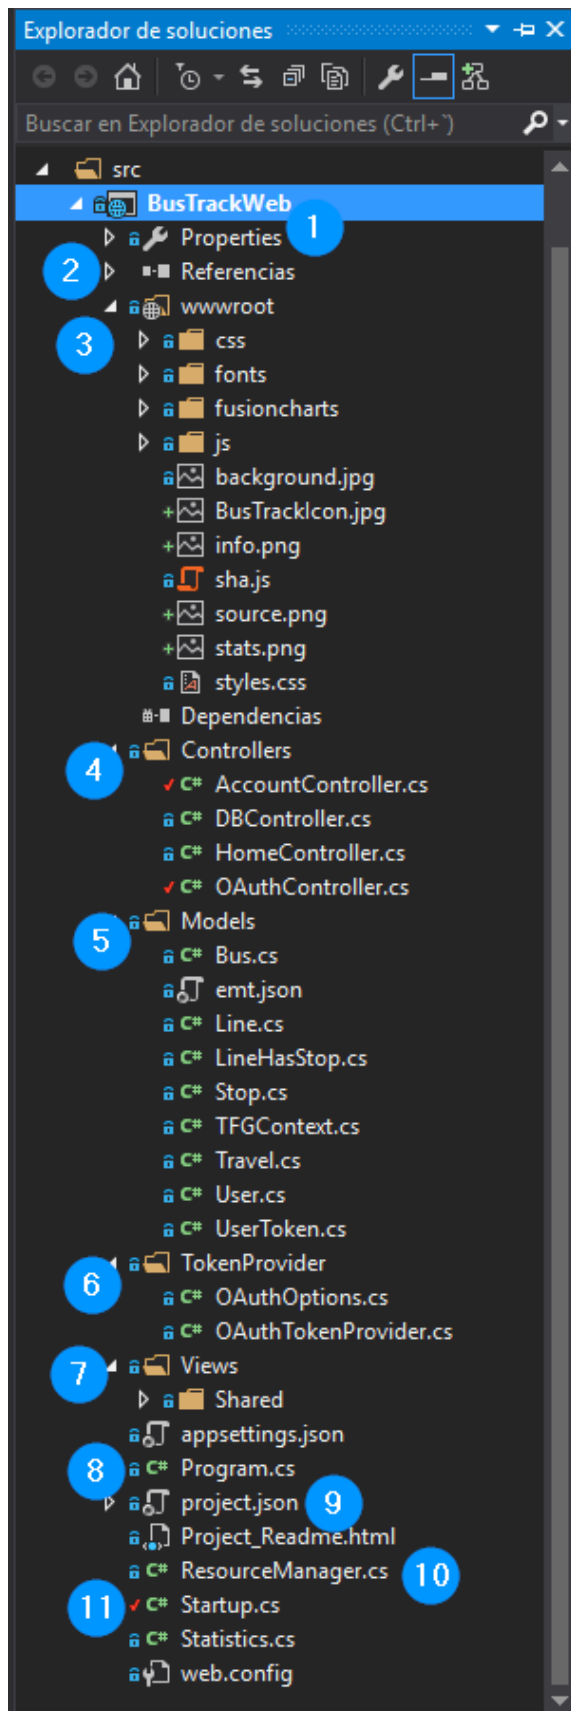 Explorador de soluciones
Buscar en Explorador de soluciones (Ctrl+`)
src
BusTrackWeb
1
Properties
2
Referencias
wwwroot
3
css
fonts
fusioncharts
js
background.jpg
BusTrackIcon.jpg
info.png
sha.js
source.png
stats.png
styles.css
Dependencias
4
Controllers
C# AccountController.cs
C# DBController.cs
C# HomeController.cs
C# OAuthController.cs
5
Models
C# Bus.cs
emt.json
C# Line.cs
C# LineHasStop.cs
C# Stop.cs
C# TFGContext.cs
C# Travel.cs
C# User.cs
C# UserToken.cs
6
TokenProvider
C# OAuthOptions.cs
C# OAuthTokenProvider.cs
7
Views
Shared
appsettings.json
8
C# Program.cs
project.json
9
Project_Readme.html
C# ResourceManager.cs
10
11
C# Startup.cs
C# Statistics.cs
web.config